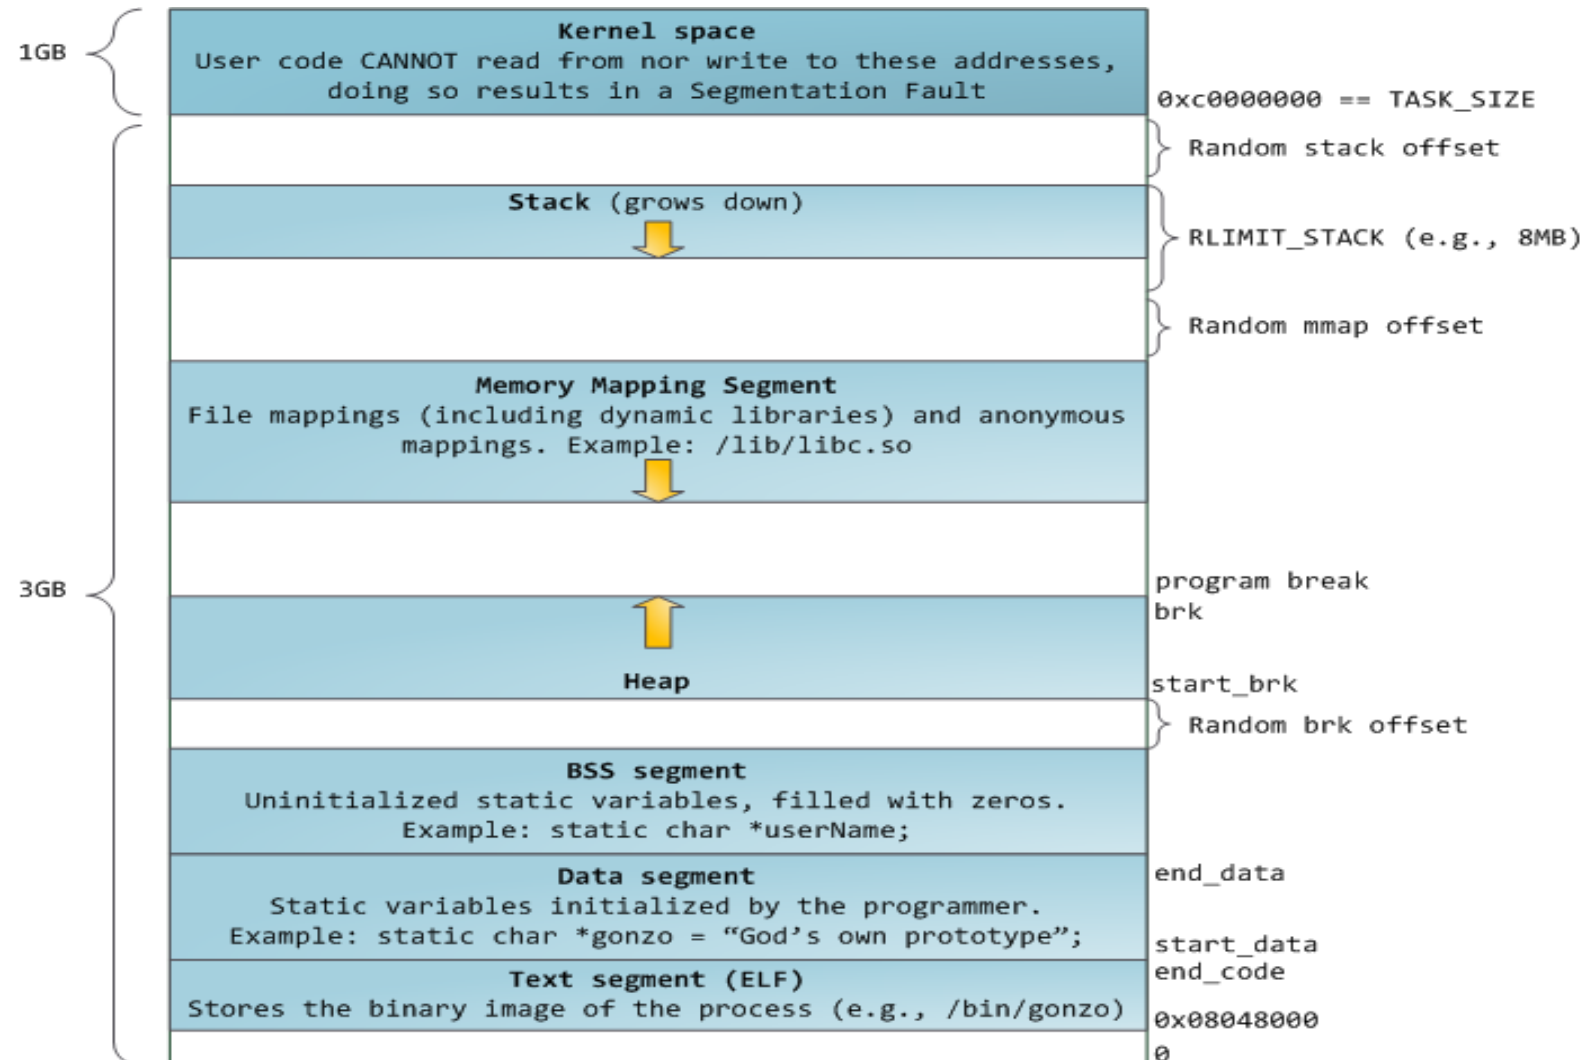 Kernel space
1GB
User code CANNOT read from nor write to these addresses,
doing so results in a Segmentation Fault
0xc0000000 == TASK_SIZE
Random stack offset
Stack (grows down)
RLIMIT_STACK (e.g., 8MB)
Random mmap offset
Memory Mapping Segment
File mappings (including dynamic libraries) and anonymous
mappings. Example: /lib/libc.so
3GB
program break
brk
Heap
start_brk
Random brk offset
BSS segment
Uninitialized static variables, filled with zeros.
Example: static char *userName;
Data segment
end_data
Static variables initialized by the programmer.
Example: static char *gonzo = “God’s own prototype”;
start_data
end_code
Text segment (ELF)
Stores the binary image of the process (e.g., /bin/gonzo)
0x08048000
0